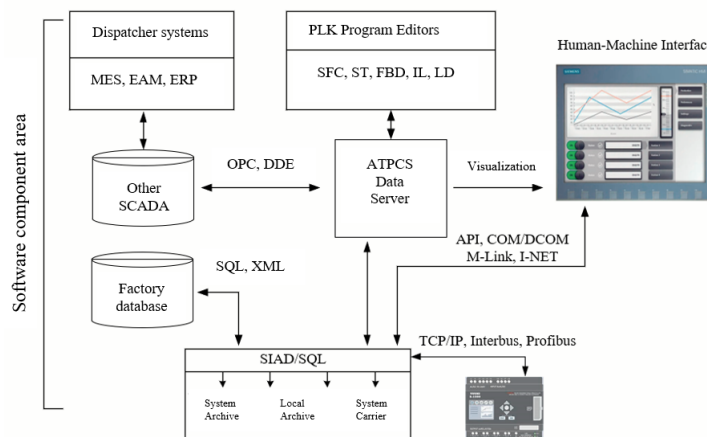 Dispatcher systems
MES, EAM, ERP
PLK Program Editors
SFC, ST, FBD, IL, LD
Human-Machine Interface
SIEMENS
Other
SCADA
OPC, DDE
ATPCS
Data
Server
Visualization
API, COM/DCOM
M-Link, I-NET
Factory
database
SQL, XML
SIAD/SQL
System
Archive
Local
Archive
System
Carrier
TCP/IP, Interbus, Profibus
Software component area